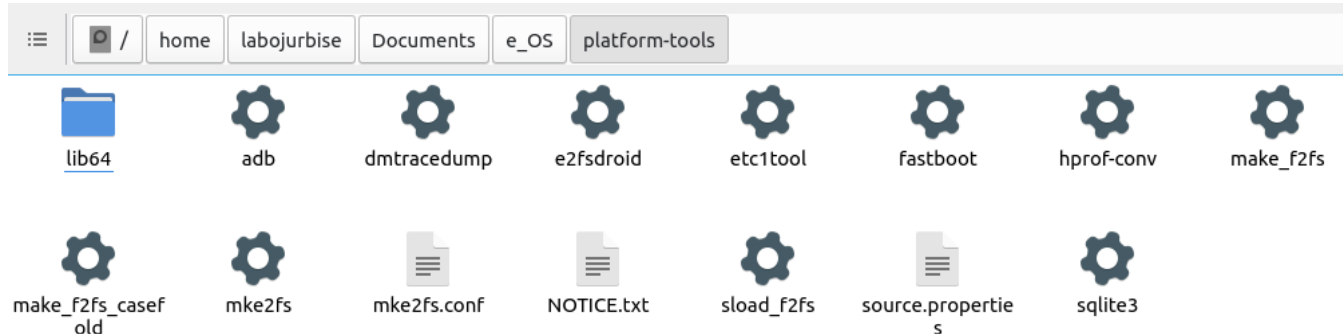 / home labojurbise Documents e_OS platform-tools
lib64 adb dmtracedump e2fsdroid etc1tool fastboot hprof-conv make_f2fs
make_f2fs_casef
old
mke2fs mke2fs.conf NOTICE.txt sload_f2fs source.propertie
s
sqlite3